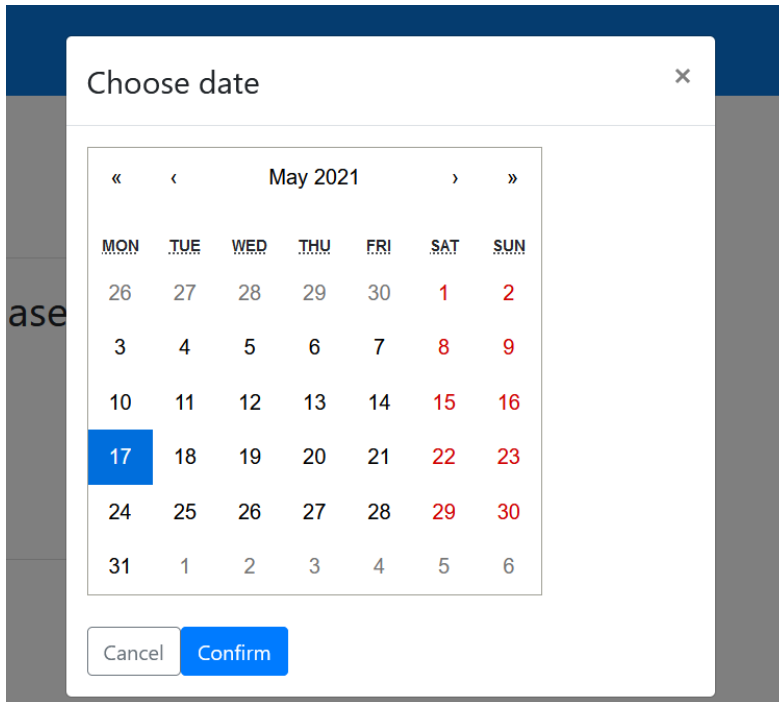 Choose date ×
« ‹ May 2021 › »
MON TUE WED THU FRI SAT SUN
26 27 28 29 30 1 2
3 4 5 6 7 8 9
ase
10 11 12 13 14 15 16
17 18 19 20 21 22 23
24 25 26 27 28 29 30
31 1 2 3 4 5 6
Cancel Confirm